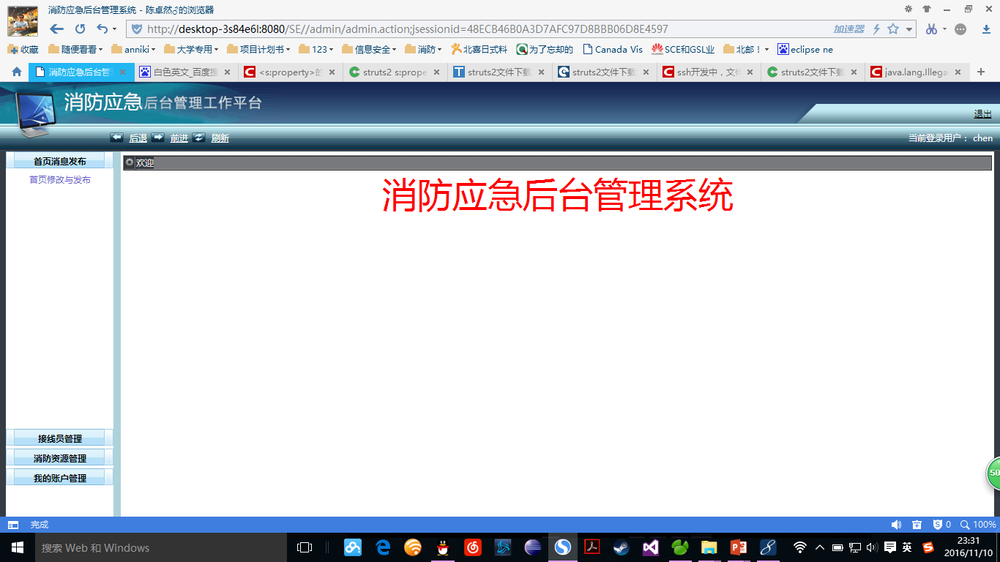 消防应急后台管理系统 - 陈卓然♂的浏览器
http://desktop-3s84e6l:8080/SE//admin/admin.action;jsessionid=48ECB46B0A3D7AFC97D8BBB06D8E4597 加速器
收藏 随便看看 anniki 大学专用 项目计划书 123 信息安全 消防 北喜日式料 为了忘却的 Canada Vis SCE和GSL业 北邮！ eclipse ne
消防应急后台管 白色英文_百度搜 <s:property>的 struts2 s:prope struts2文件下载 struts2文件下载 ssh开发中，文件 struts2文件下载 java.lang.Illega
消防应急后台管理工作平台
退出
后退 前进 刷新 当前登录用户： chen
首页消息发布
首页修改与发布
欢迎
消防应急后台管理系统
接线员管理
消防资源管理
我的账户管理
50
完成 0 100%
搜索 Web 和 Windows
英
23:31
2016/11/10